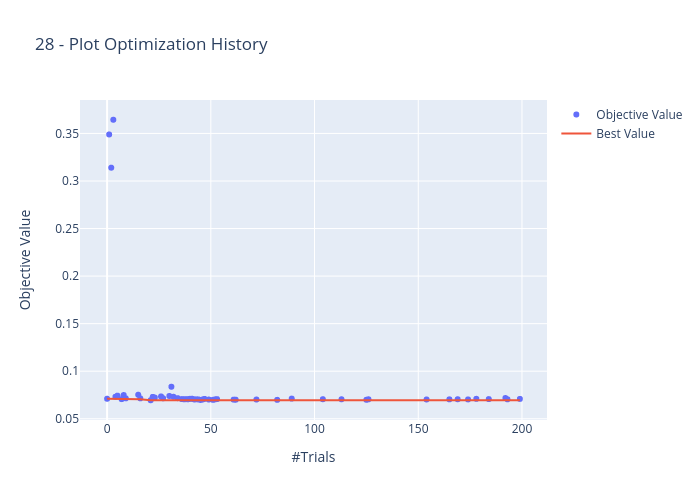 28 - Plot Optimization History
Objective Value
Best Value
0.35
0.3
0.25
0.2
0.15
0.1
0.05
Objective Value
0
50
100
150
200
#Trials